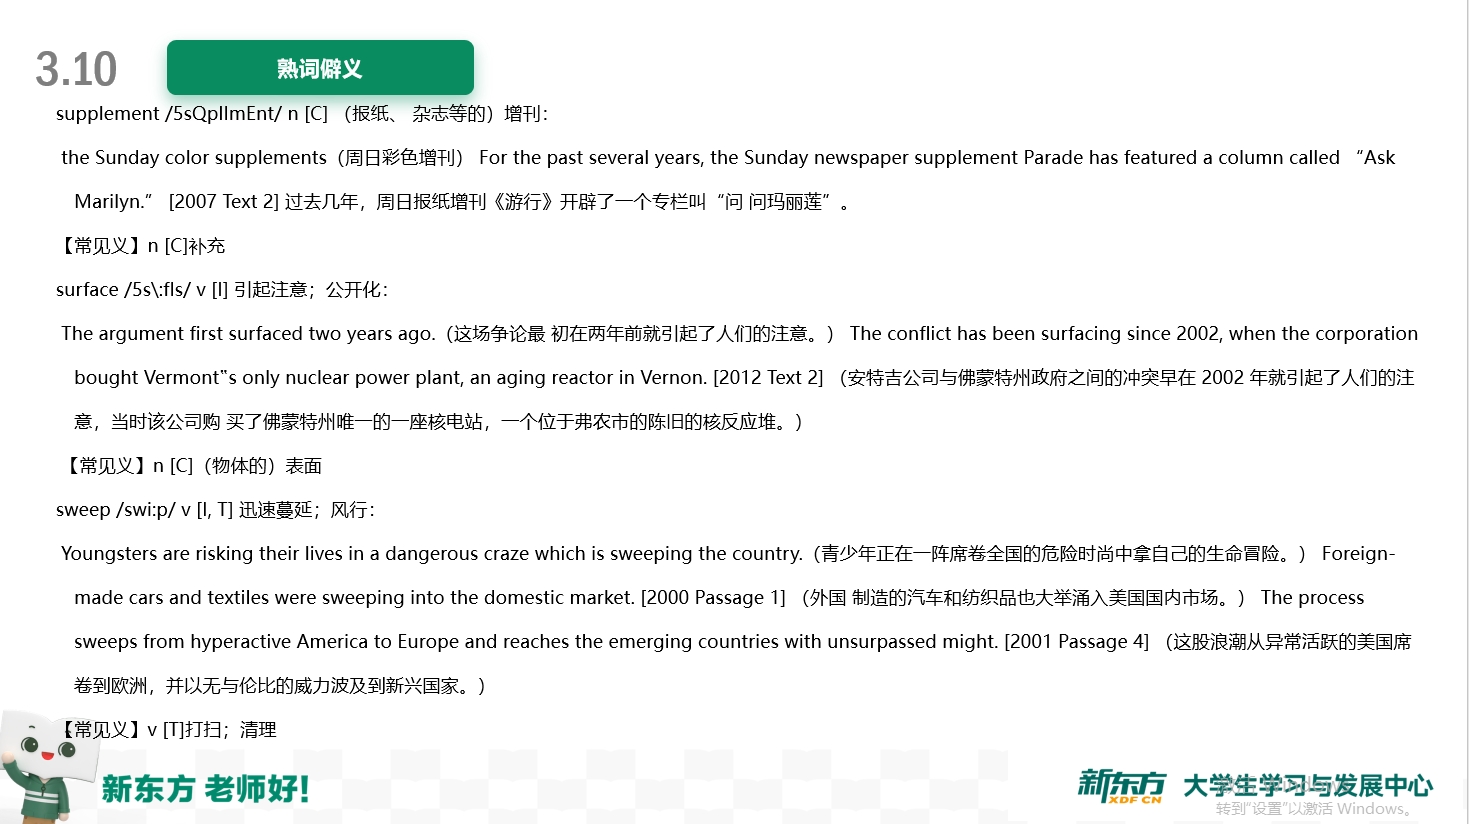 3.10
熟词僻义
supplement /5sQplImEnt/ n [C] （报纸、 杂志等的）增刊：
the Sunday color supplements（周日彩色增刊） For the past several years, the Sunday newspaper supplement Parade has featured a column called “Ask
Marilyn.” [2007 Text 2] 过去几年，周日报纸增刊《游行》开辟了一个专栏叫“问 问玛丽莲”。
【常见义】n [C]补充
surface /5s\:fIs/ v [I] 引起注意；公开化：
The argument first surfaced two years ago.（这场争论最 初在两年前就引起了人们的注意。） The conflict has been surfacing since 2002, when the corporation
bought Vermont‟s only nuclear power plant, an aging reactor in Vernon. [2012 Text 2] （安特吉公司与佛蒙特州政府之间的冲突早在 2002 年就引起了人们的注
意，当时该公司购 买了佛蒙特州唯一的一座核电站，一个位于弗农市的陈旧的核反应堆。）
【常见义】n [C]（物体的）表面
sweep /swi:p/ v [I, T] 迅速蔓延；风行：
Youngsters are risking their lives in a dangerous craze which is sweeping the country.（青少年正在一阵席卷全国的危险时尚中拿自己的生命冒险。） Foreign-
made cars and textiles were sweeping into the domestic market. [2000 Passage 1] （外国 制造的汽车和纺织品也大举涌入美国国内市场。） The process
sweeps from hyperactive America to Europe and reaches the emerging countries with unsurpassed might. [2001 Passage 4] （这股浪潮从异常活跃的美国席
卷到欧洲，并以无与伦比的威力波及到新兴国家。）
【常见义】v [T]打扫；清理
新东方 老师好！
新东方 XDF.CN 大学生学习与发展中心
激活 Windows
转到“设置”以激活 Windows。